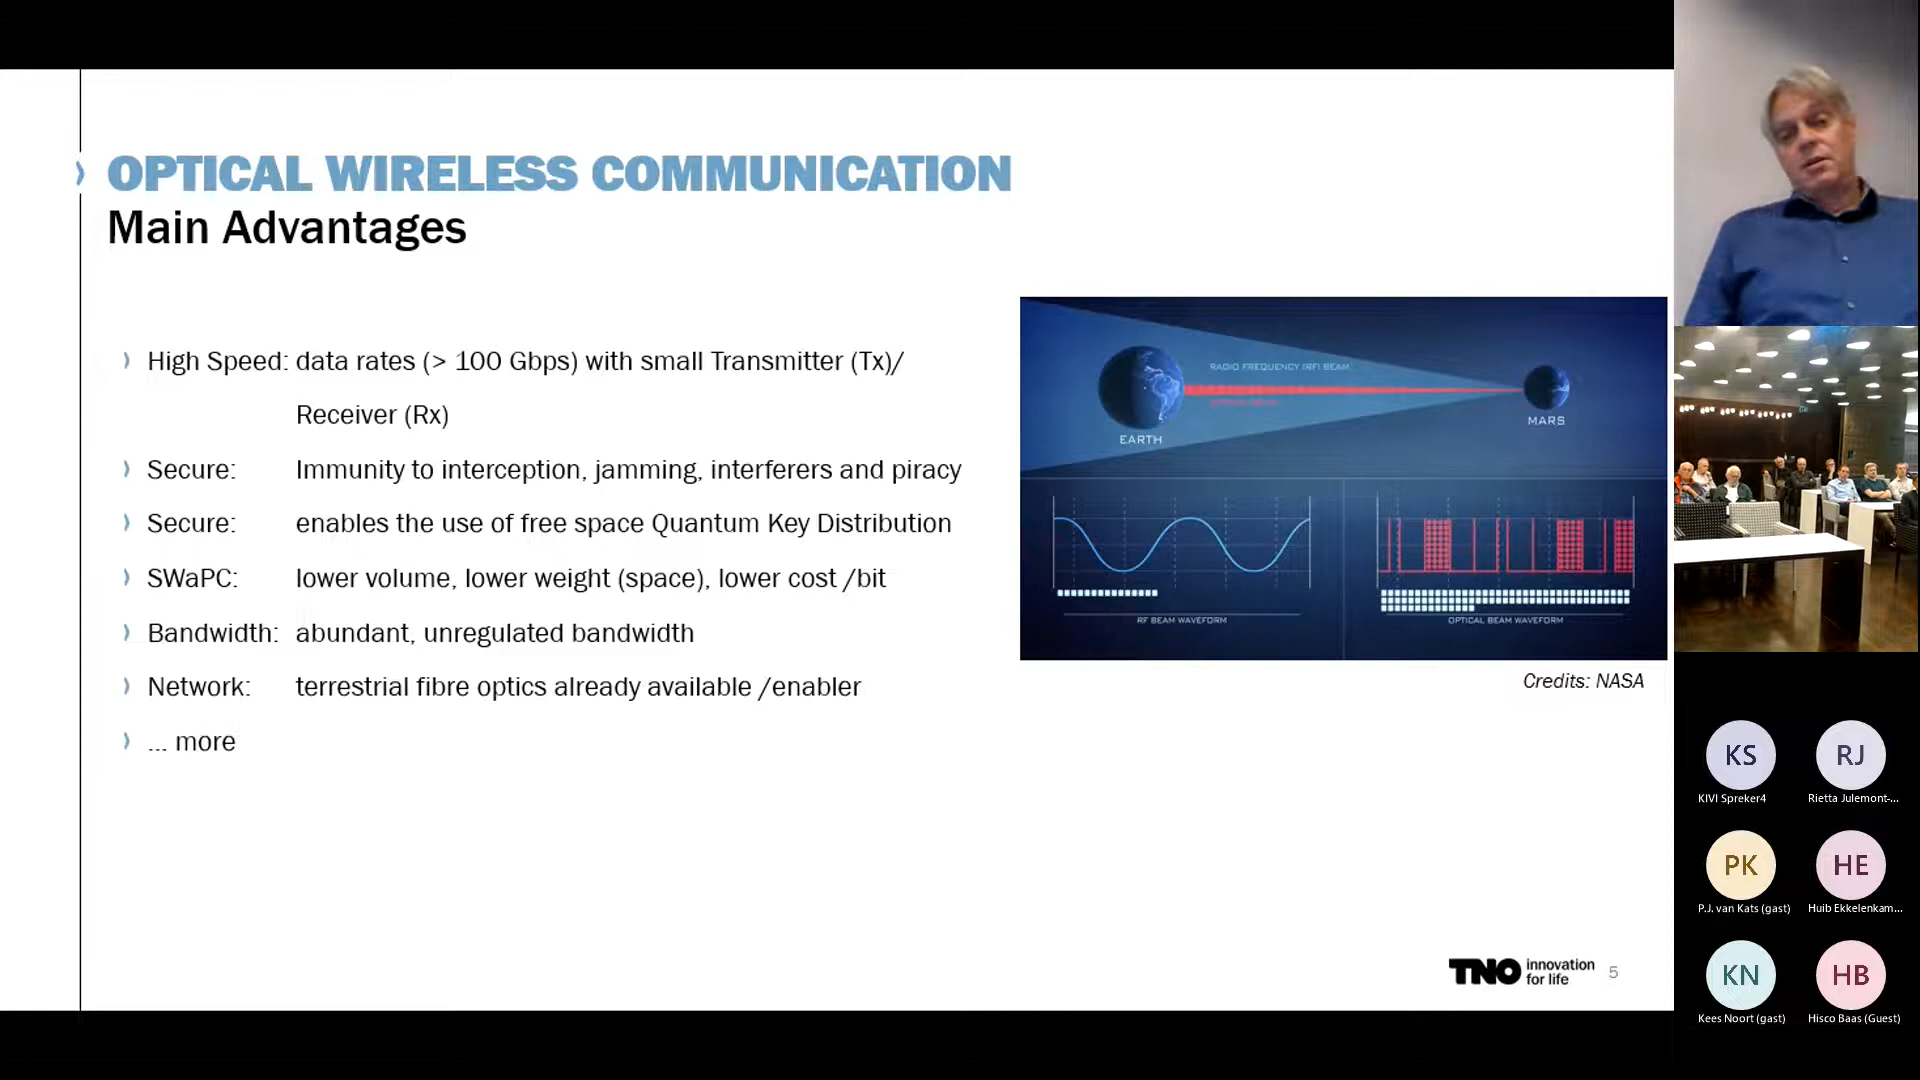 OPTICAL WIRELESS COMMUNICATION
Main Advantages
High Speed: data rates (> 100 Gbps) with small Transmitter (Tx)/
Receiver (Rx)
Secure: Immunity to interception, jamming, interferers and piracy
Secure: enables the use of free space Quantum Key Distribution
SWaPC: lower volume, lower weight (space), lower cost /bit
Bandwidth: abundant, unregulated bandwidth
Network: terrestrial fibre optics already available /enabler
... more
RADIO FREQUENCY (RF) BEAM
EARTH
MARS
RF BEAM WAVEFORM
OPTICAL BEAM WAVEFORM
Credits: NASA
TNO innovation
for life
5
KS
RJ
KIVI Spreker4
Rietta Julemont-...
PK
HE
P.J. van Kats (gast)
Huib Ekkelenkam...
KN
HB
Kees Noort (gast)
Hisco Baas (Guest)